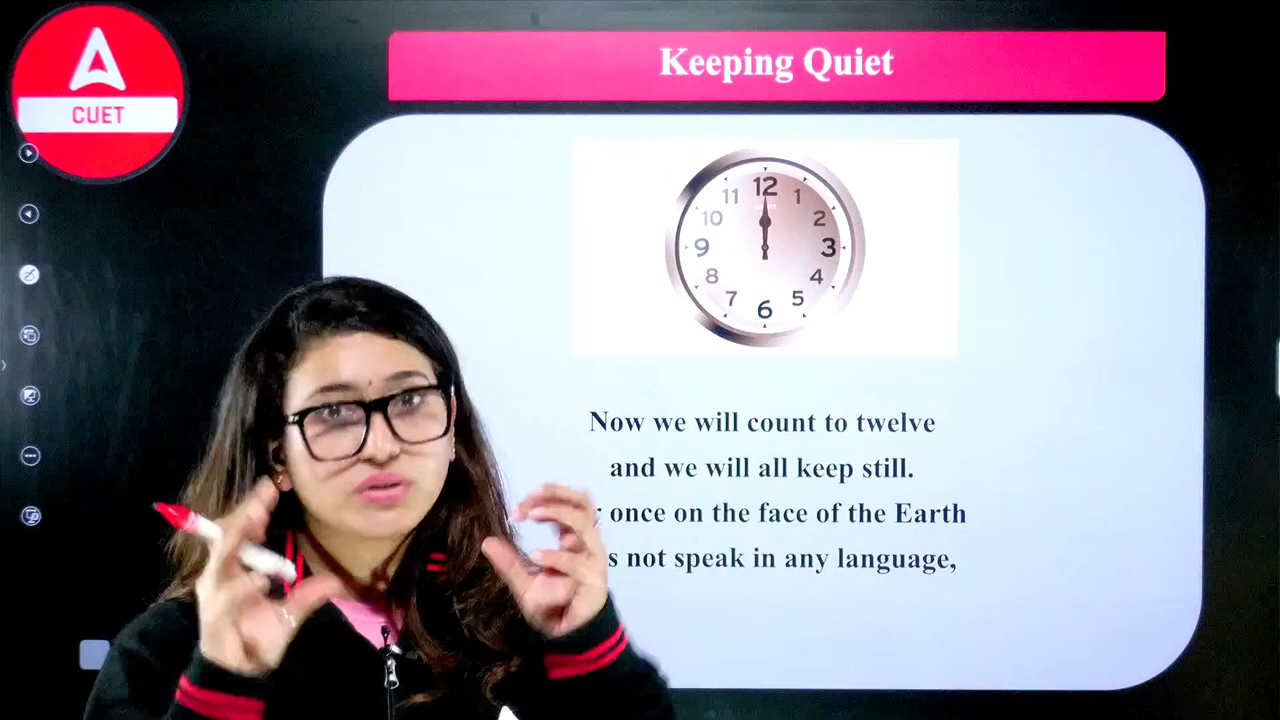 CUET
Keeping Quiet
12
11
1
10
2
9
3
8
4
7
5
6
Now we will count to twelve
and we will all keep still.
once on the face of the Earth
not speak in any language,